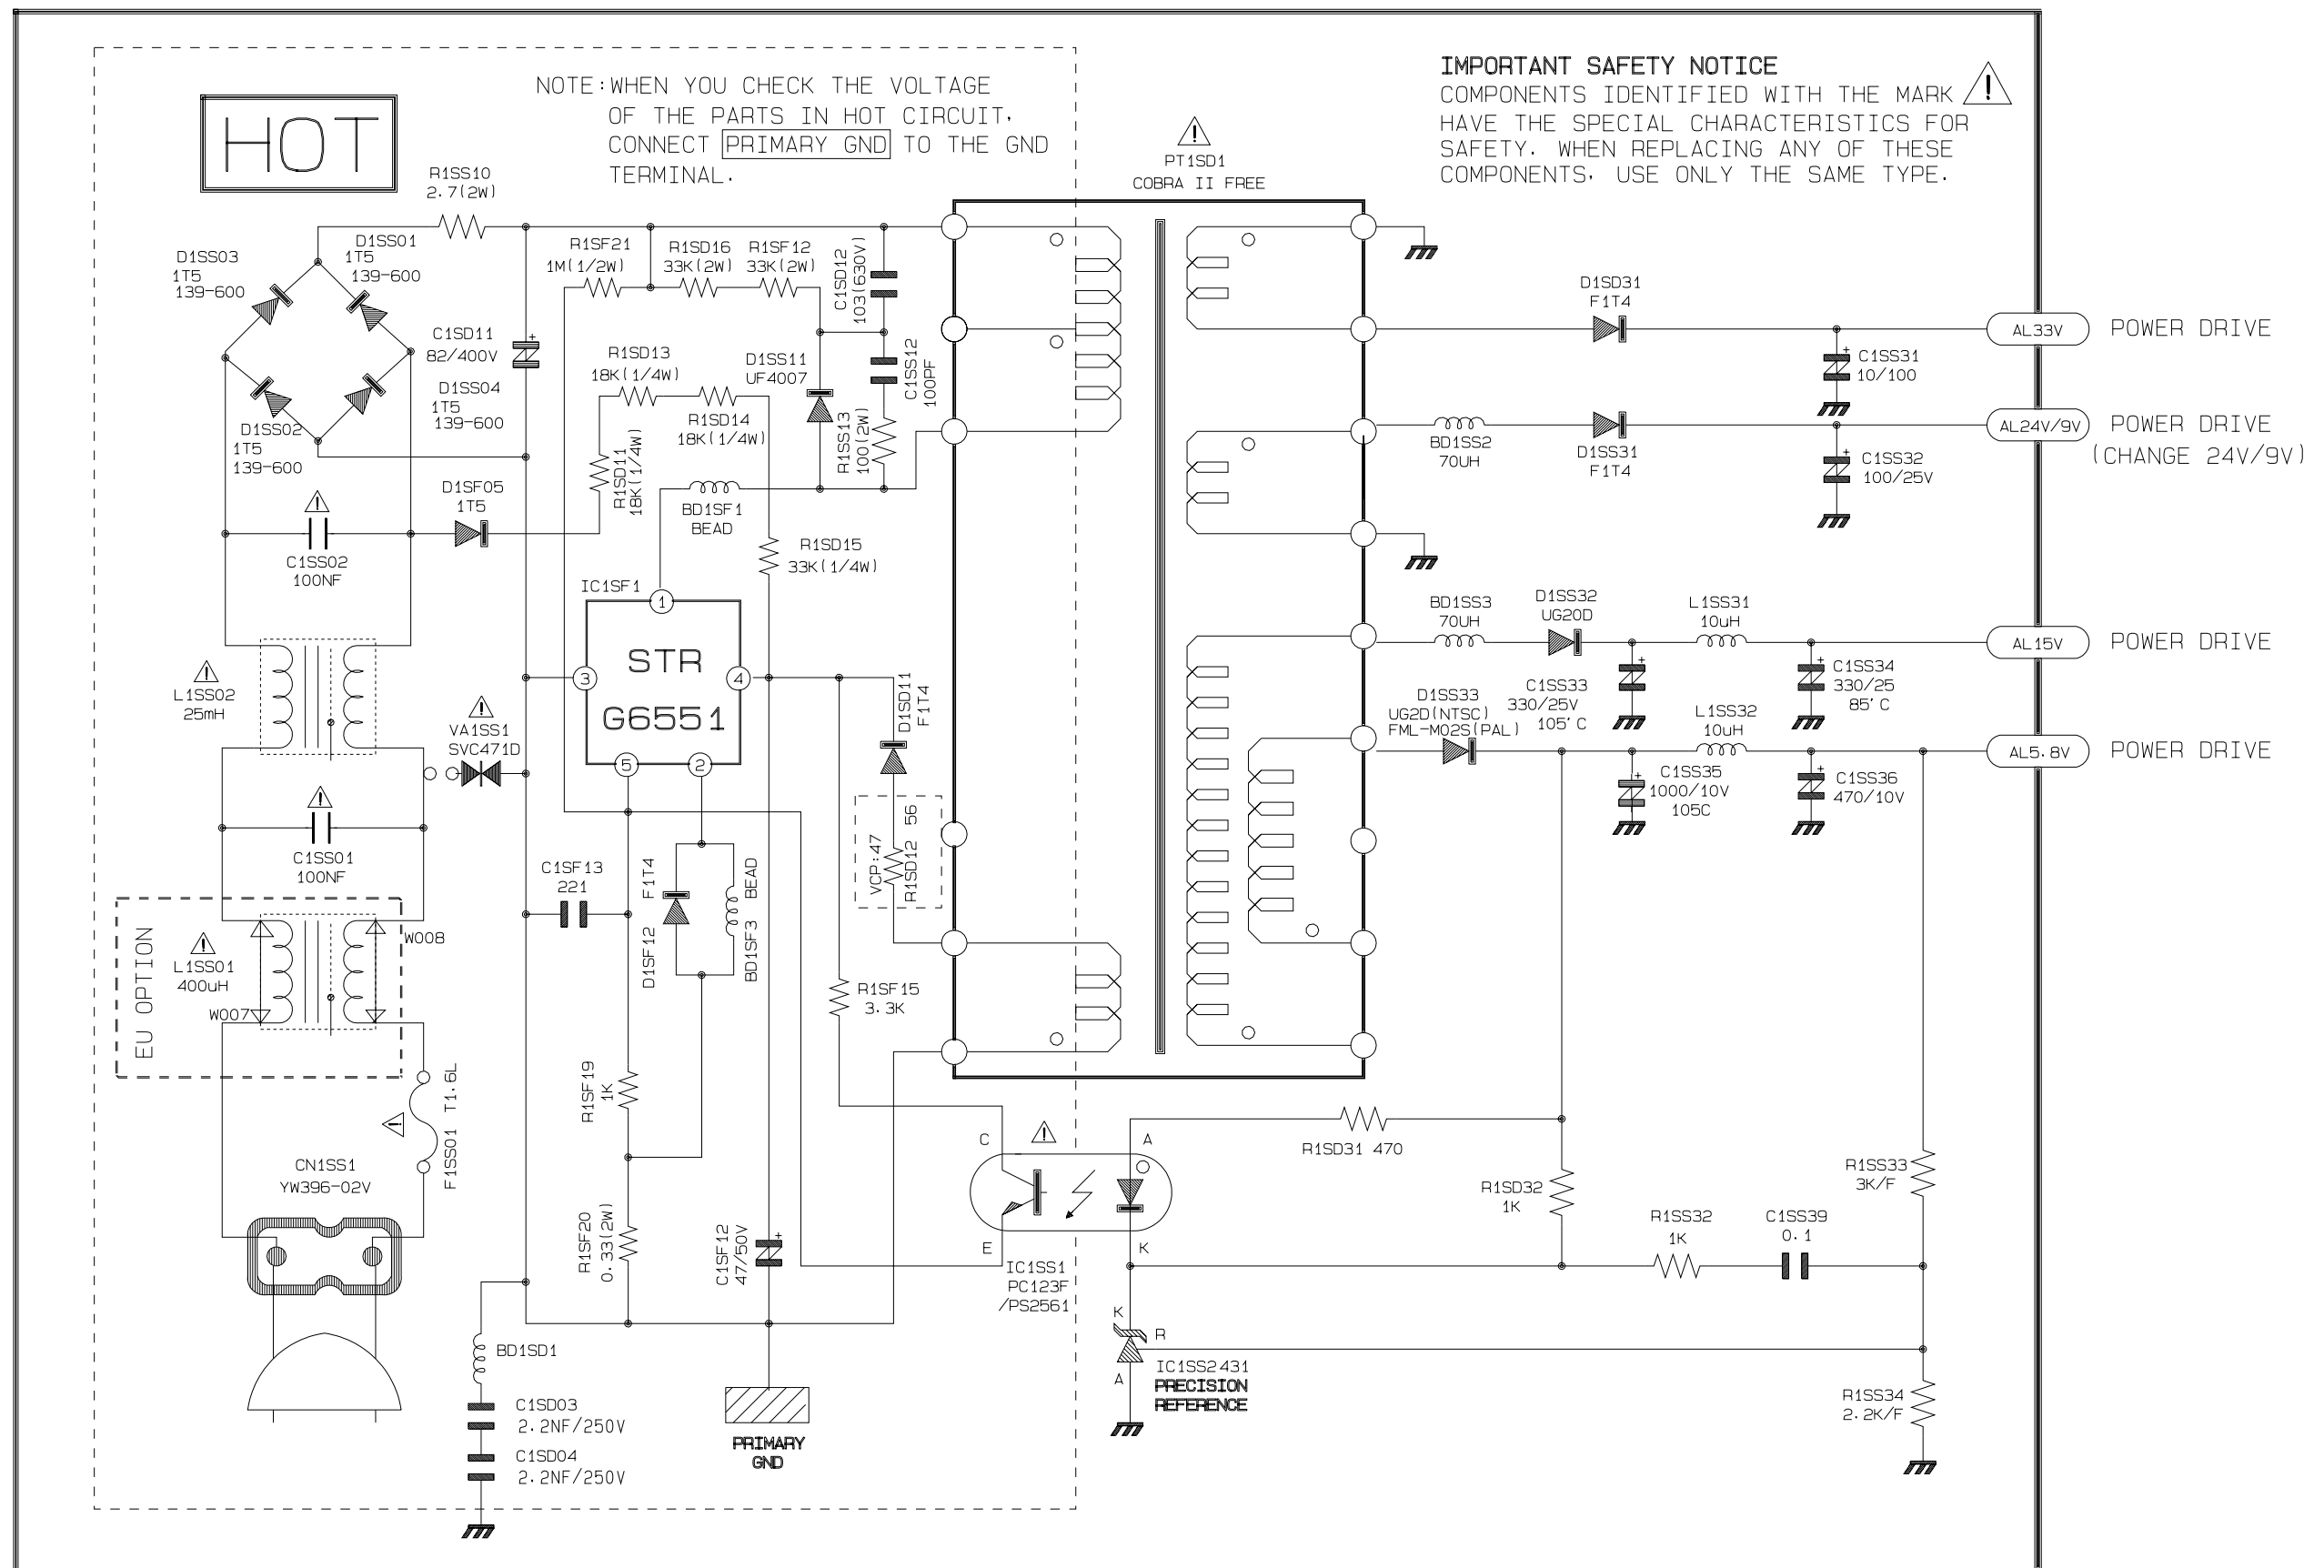 HOT
NOTE:WHEN YOU CHECK THE VOLTAGE
OF THE PARTS IN HOT CIRCUIT,
CONNECT PRIMARY GND TO THE GND
TERMINAL.
IMPORTANT SAFETY NOTICE
COMPONENTS IDENTIFIED WITH THE MARK !
HAVE THE SPECIAL CHARACTERISTICS FOR
SAFETY. WHEN REPLACING ANY OF THESE
COMPONENTS, USE ONLY THE SAME TYPE.
!
PT1SD1
COBRA II FREE
R1SS10
2.7(2W)
D1SS03
1T5
139-600
D1SS01
1T5
139-600
C1SD11
82/400V
D1SS04
1T5
139-600
D1SS02
1T5
139-600
R1SF21
1M(1/2W)
R1SD16
33K(2W)
R1SF12
33K(2W)
C1SD12
103(630V)
R1SD13
18K(1/4W)
D1SS11
UF4007
C1SS12
100PF
R1SD14
18K(1/4W)
R1SS13
100(2W)
R1SD11
18K(1/4W)
D1SF05
1T5
BD1SF1
BEAD
R1SD15
33K(1/4W)
!
C1SS02
100NF
IC1SF1
1
STR
G6551
3
4
5
2
!
L1SS02
25mH
!
VA1SS1
SVC471D
D1SD11
F1T4
!
C1SS01
100NF
VCP:47
R1SD12 56
C1SF13
221
D1SF12 F1T4
BD1SF3 BEAD
EU OPTION
!
L1SS01
400uH
W008
W007
R1SF15
3.3K
R1SF19
1K
F1SS01 T1.6L
!
CN1SS1
YW396-02V
R1SF20
0.33(2W)
C1SF12
47/50V
BD1SD1
C1SD03
2.2NF/250V
C1SD04
2.2NF/250V
PRIMARY
GND
C
!
A
E
K
IC1SS1
PC123F
/PS2561
K
R
A
IC1SS2 431
PRECISION
REFERENCE
R1SD31 470
R1SD32
1K
R1SS32
1K
C1SS39
0.1
R1SS33
3K/F
R1SS34
2.2K/F
D1SD31
F1T4
C1SS31
10/100
AL33V
POWER DRIVE
BD1SS2
70UH
D1SS31
F1T4
C1SS32
100/25V
AL24V/9V
POWER DRIVE
(CHANGE 24V/9V)
BD1SS3
70UH
D1SS32
UG20D
L1SS31
10uH
AL15V
POWER DRIVE
C1SS33
330/25V
105'C
C1SS34
330/25
85'C
D1SS33
UG2D(NTSC)
FML-M02S(PAL)
L1SS32
10uH
AL5.8V
POWER DRIVE
C1SS35
1000/10V
105C
C1SS36
470/10V